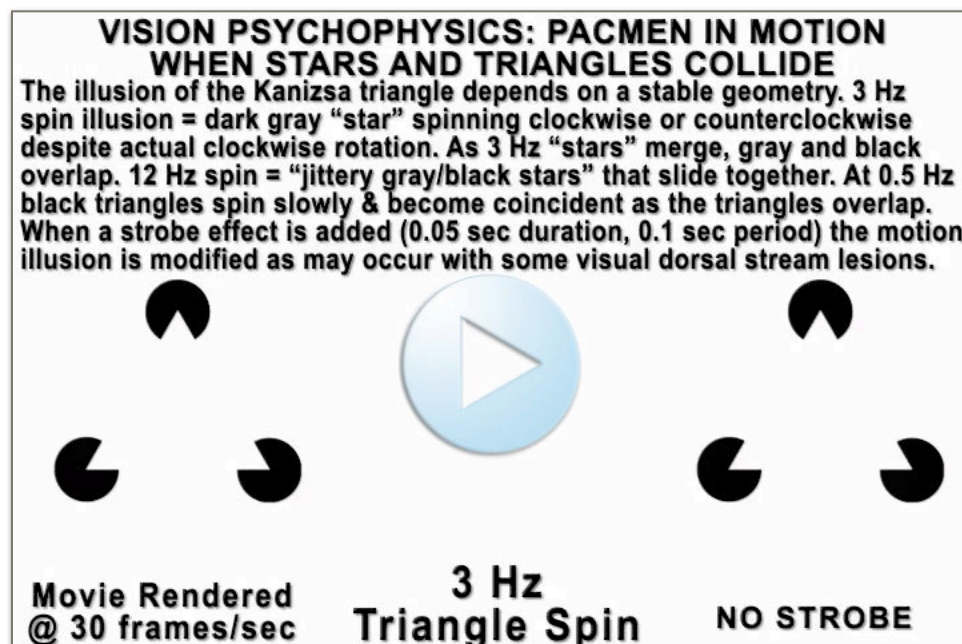 VISION PSYCHOPHYSICS: PACMEN IN MOTION
WHEN STARS AND TRIANGLES COLLIDE
The illusion of the Kanizsa triangle depends on a stable geometry. 3 Hz
spin illusion = dark gray “star” spinning clockwise or counterclockwise
despite actual clockwise rotation. As 3 Hz “stars” merge, gray and black
overlap. 12 Hz spin = “jittery gray/black stars” that slide together. At 0.5 Hz
black triangles spin slowly & become coincident as the triangles overlap.
When a strobe effect is added (0.05 sec duration, 0.1 sec period) the motion
illusion is modified as may occur with some visual dorsal stream lesions.
Movie Rendered
@ 30 frames/sec
3 Hz
Triangle Spin
NO STROBE